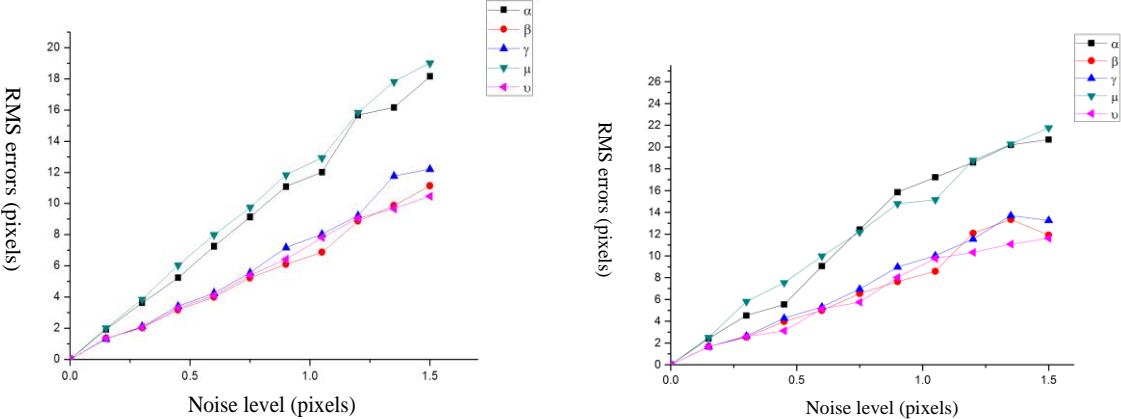 α
β
γ
μ
υ
20
18
16
14
12
10
8
6
4
2
0
0.0 0.5 1.0 1.5
RMS errors (pixels)
Noise level (pixels)
α
β
γ
μ
υ
26
24
22
20
18
16
14
12
10
8
6
4
2
0
0.0 0.5 1.0 1.5
RMS errors (pixels)
Noise level (pixels)